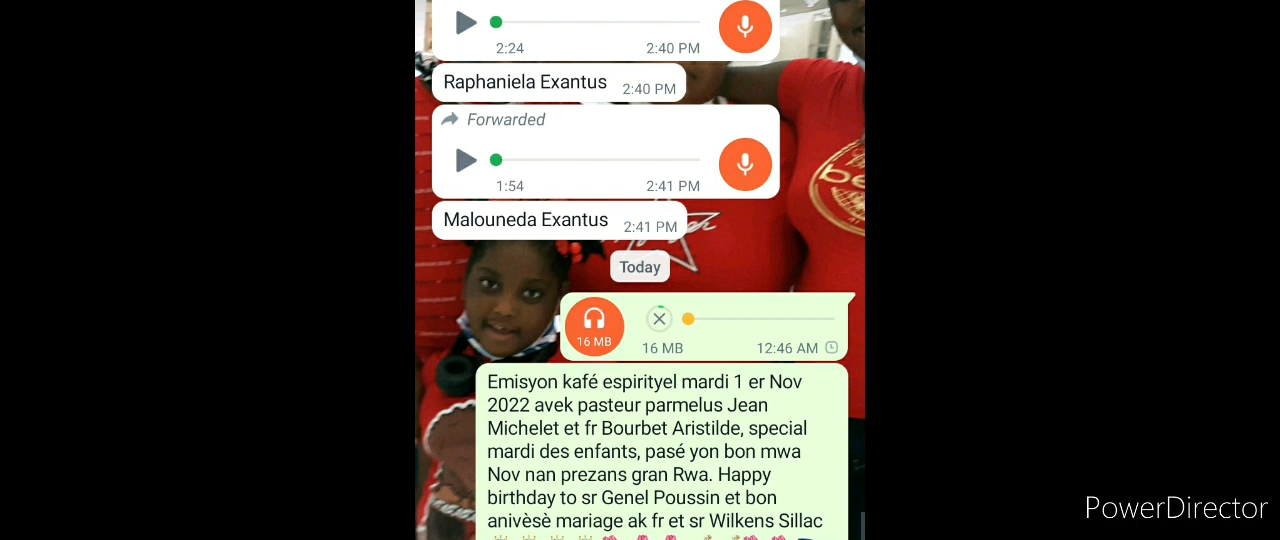 2:24 2:40 PM
Raphaniela Exantus 2:40 PM
Forwarded
be
1:54 2:41 PM
Malouneda Exantus 2:41 PM
Today
16 MB
16 MB 12:46 AM
Emisyon kafé espirityel mardi 1 er Nov
2022 avek pasteur parmelus Jean
Michelet et fr Bourbet Aristilde, special
mardi des enfants, pasé yon bon mwa
Nov nan prezans gran Rwa. Happy
birthday to sr Genel Poussin et bon
anivèsè mariage ak fr et sr Wilkens Sillac
PowerDirector